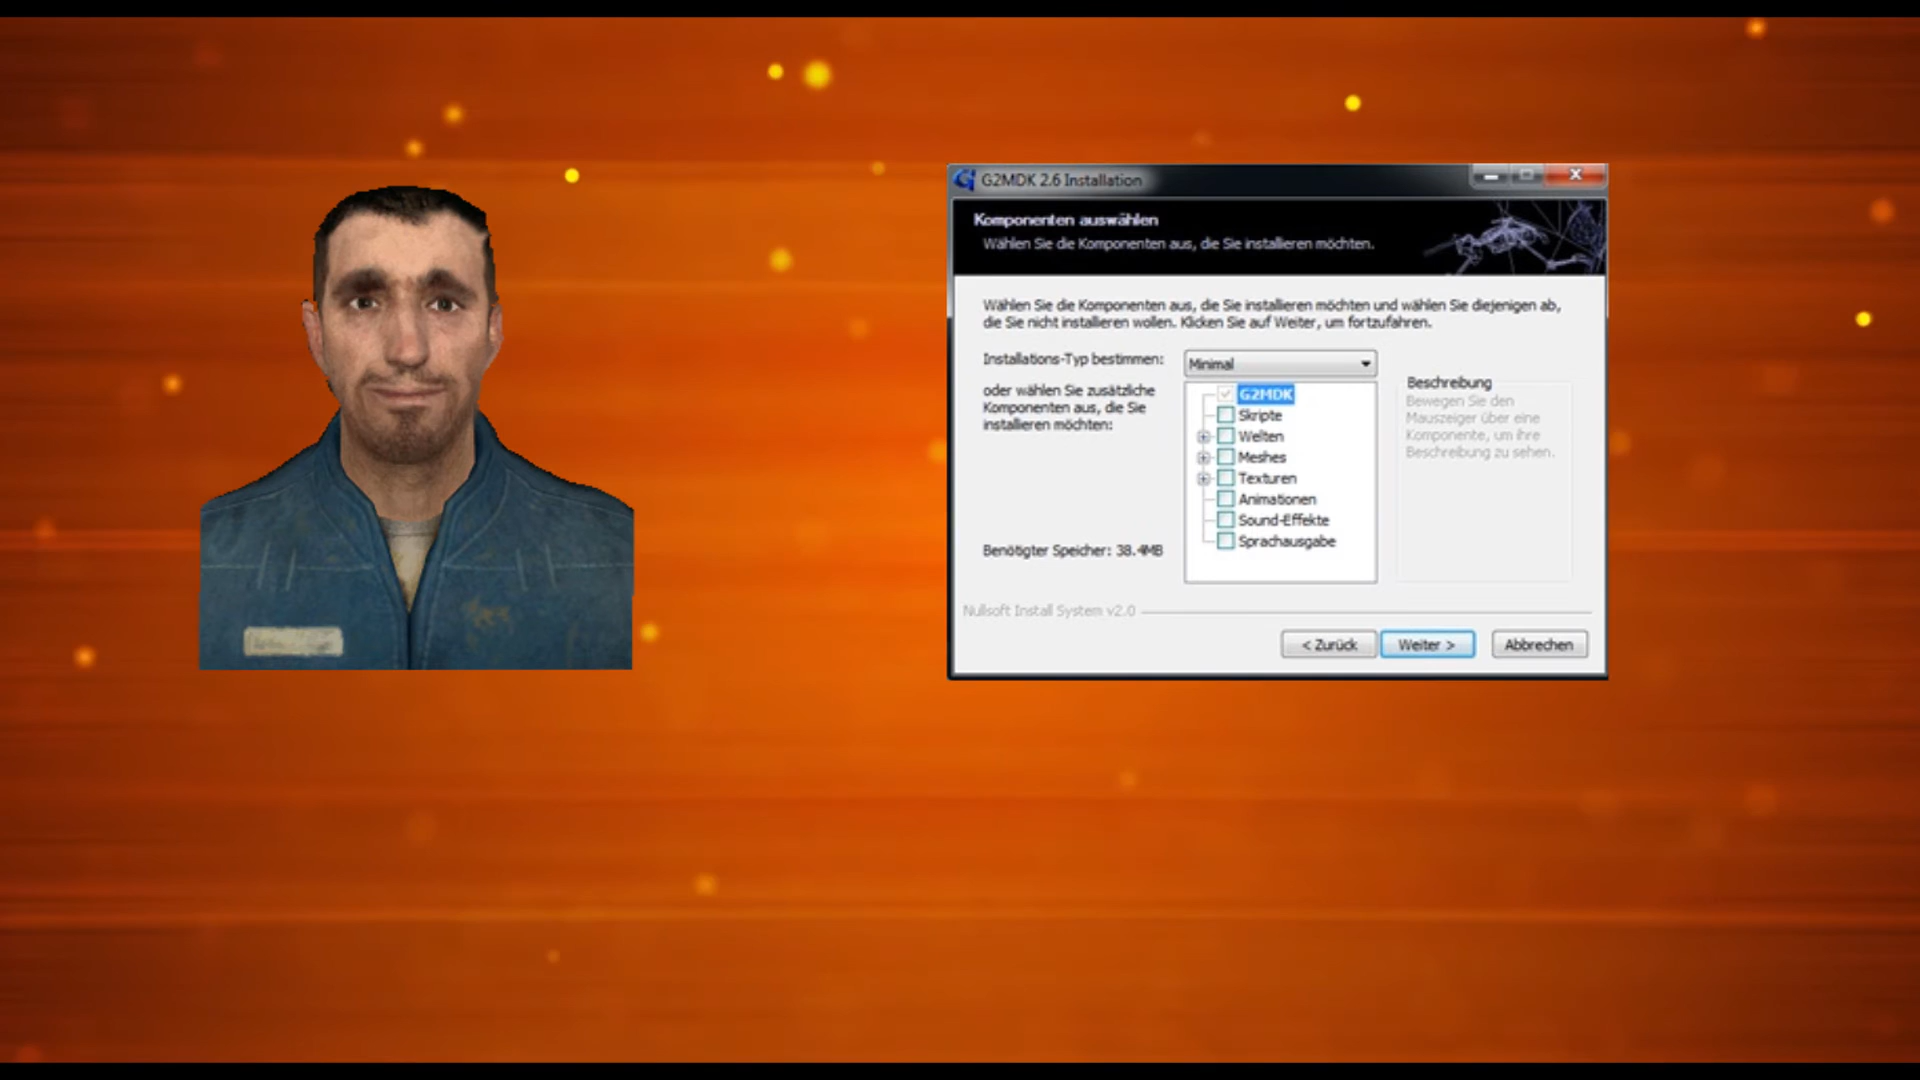 G2MDK 2.6 Installation
Komponenten auswählen
Wählen Sie die Komponenten aus, die Sie installieren möchten.
Wählen Sie die Komponenten aus, die Sie installieren möchten und wählen Sie diejenigen ab,
die Sie nicht installieren wollen. Klicken Sie auf Weiter, um fortzufahren.
Installations-Typ bestimmen:
Minimal
oder wählen Sie zusätzliche
Komponenten aus, die Sie
installieren möchten:
G2MDK
Skripte
Welten
Meshes
Texturen
Animationen
Sound-Effekte
Sprachausgabe
Beschreibung
Bewegen Sie den
Mauszeiger über eine
Komponente, um ihre
Beschreibung zu sehen.
Benötigter Speicher: 38.4MB
Nullsoft Install System v2.0
< Zurück
Weiter >
Abbrechen